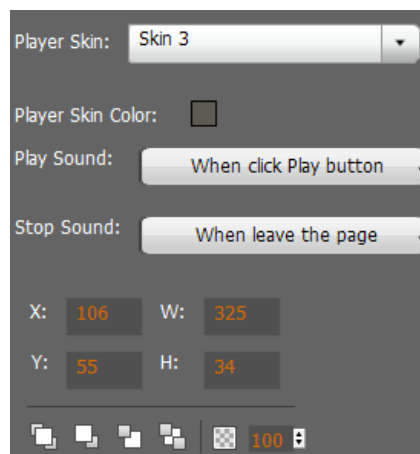 Player Skin: Skin 3
Player Skin Color:
Play Sound: When click Play button
Stop Sound: When leave the page
X: 106 W: 325
Y: 55 H: 34
100